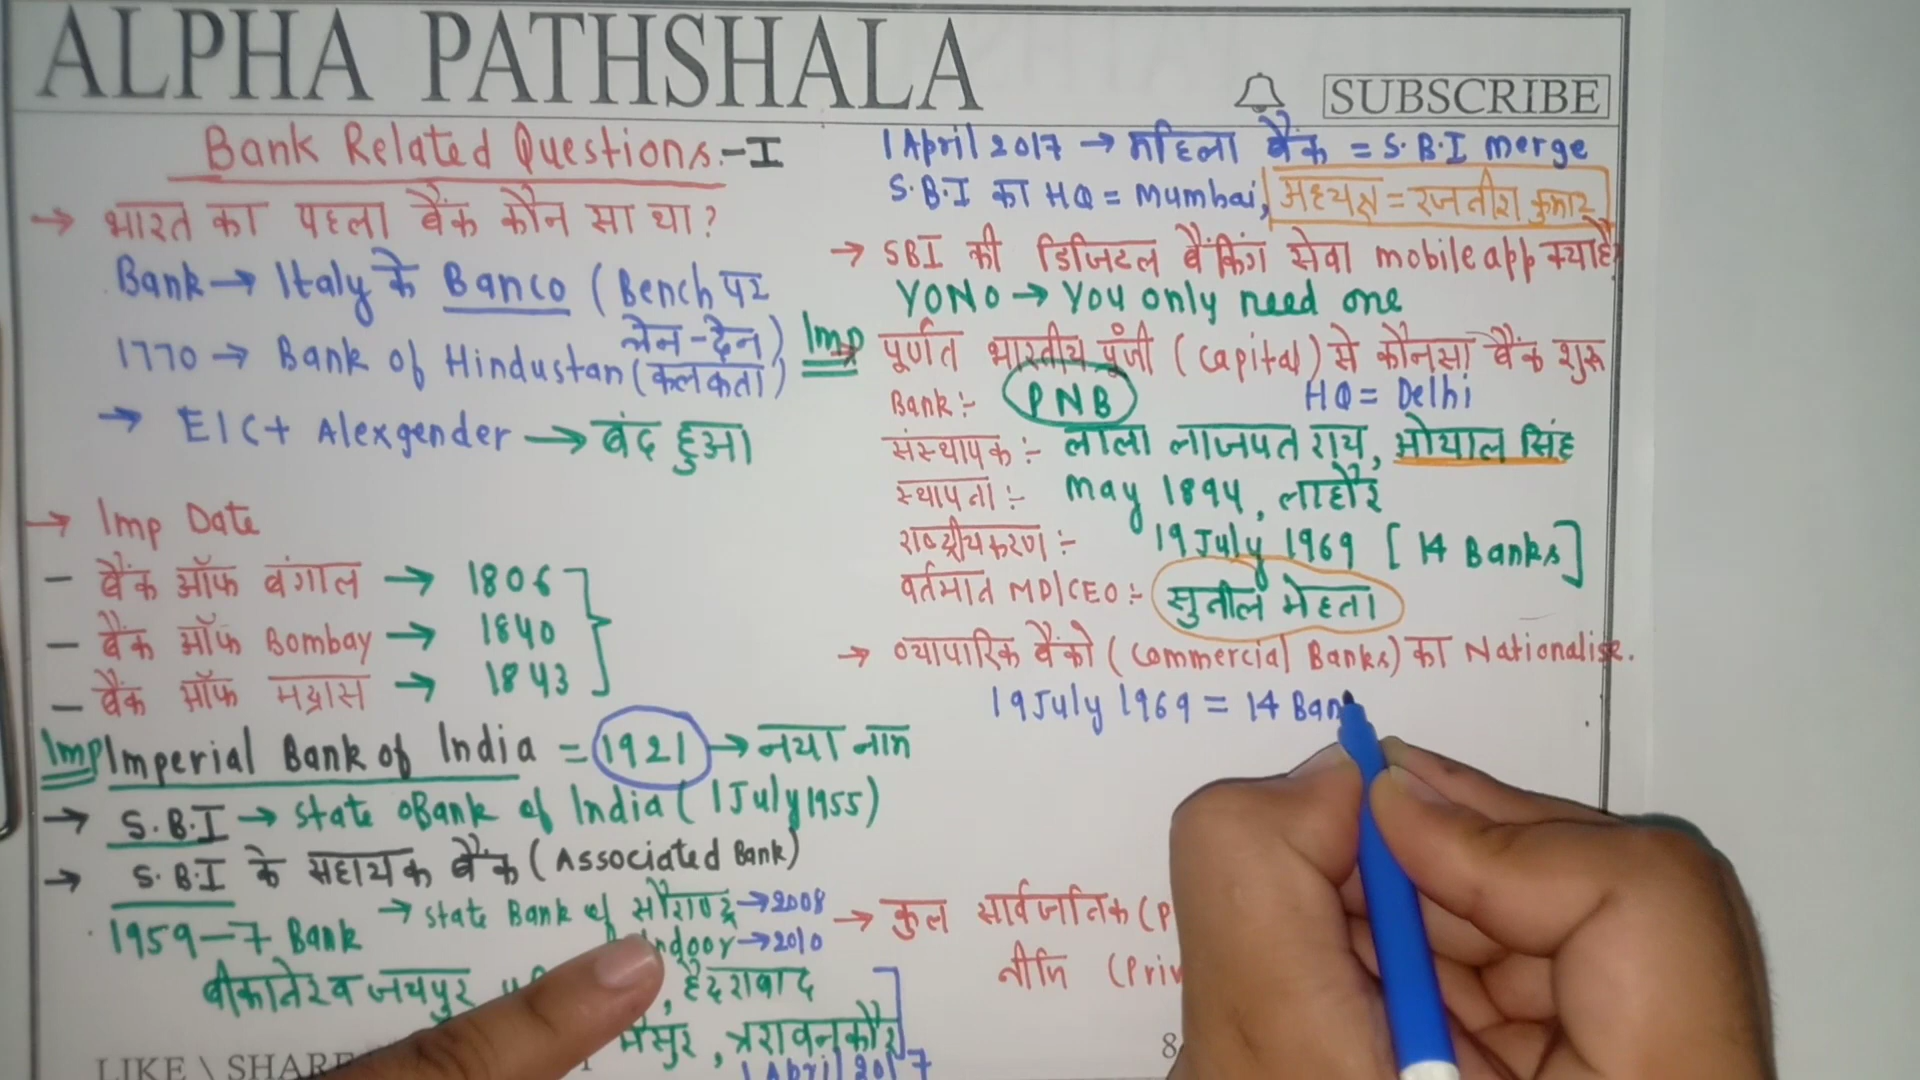 ALPHA PATHSHALA
SUBSCRIBE
Bank Related Questions.-I
→ भारत का पहला बैंक कौन सा था?
Bank → Italy के Banco (Bench पर
लेन-देन)
1770 → Bank of Hindustan (कलकता)
→ EIC+ Alexgender → बंद हुआ
→ Imp Date
- बैंक ऑफ बंगाल → 1806
- बैंक ऑफ Bombay → 1840
- बैंक ऑफ मद्रास → 1843
Imp Imperial Bank of India = 1921 → नया नाम
→ S.B.I → State oBank of India (1 July 1955)
→ S.B.I के सहायक बैंक (Associated Bank)
1959-7 Bank → State Bank of सौराष्ट्र → 2008
Indoor → 2010
बीकानेर व जयपुर, हैदराबाद
मैसुर, त्रावनकौर
1 April 2017
LIKE \ SHARE
1 April 2017 → महिला बैंक = S.B.I merge
S.B.I का HQ = Mumbai, अध्यक्ष = रजनीश कुमार
→ SBI की डिजिटल बैंकिंग सेवा mobile app क्या है
YONO → You only need one
Imp → पूर्णत भारतीय पूंजी (Capital) से कौनसा बैंक शुरू
Bank:- PNB HQ = Delhi
संस्थापक:- लाला लाजपत राय, भोयाल सिंह
स्थापना:- May 1894, लाहौर
राष्ट्रीयकरण:- 19 July 1969 [14 Banks]
वर्तमान MD/CEO:- सुनील मेहता
→ व्यापारिक बैंको (Commercial Banks) का Nationalise.
19 July 1969 = 14 Ban
→ कुल सार्वजनिक (P
नीजि (Priv
8